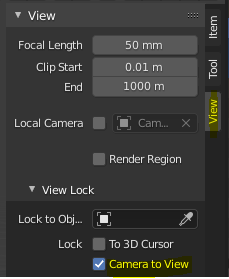 View
Focal Length 50 mm
Clip Start 0.01 m
End 1000 m
Local Camera Cam...
Render Region
View Lock
Lock to Obj...
Lock To 3D Cursor
Camera to View
Item
Tool
View